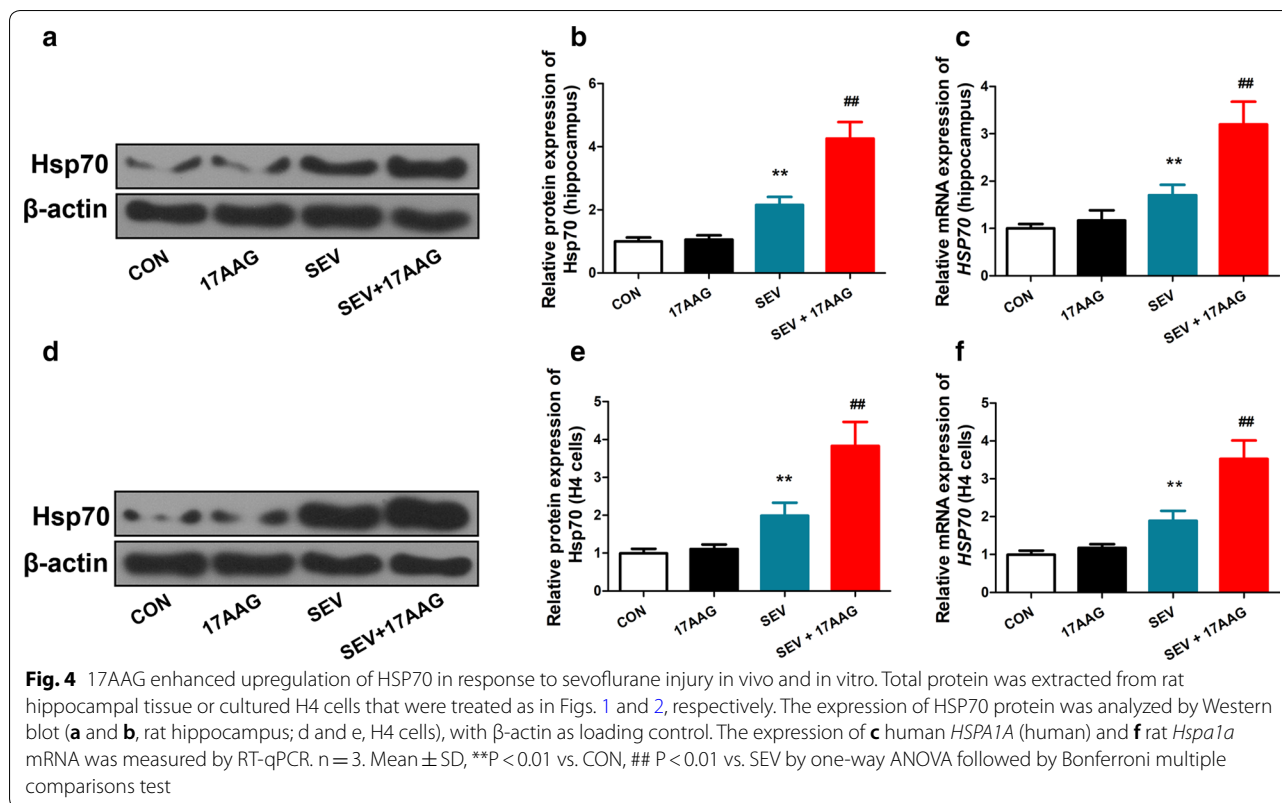 a
Hsp70
β-actin
CON
17AAG
SEV
SEV+17AAG
b
Relative protein expression of
Hsp70 (hippocampus)
6
4
2
0
**
##
CON
17AAG
SEV
SEV + 17AAG
c
Relative mRNA expression of
HSP70 (hippocampus)
4
3
2
1
0
**
##
CON
17AAG
SEV
SEV + 17AAG
d
Hsp70
β-actin
CON
17AAG
SEV
SEV+17AAG
e
Relative protein expression of
Hsp70 (H4 cells)
5
4
3
2
1
0
**
##
CON
17AAG
SEV
SEV + 17AAG
f
Relative mRNA expression of
HSP70 (H4 cells)
5
4
3
2
1
0
**
##
CON
17AAG
SEV
SEV + 17AAG
Fig. 4 17AAG enhanced upregulation of HSP70 in response to sevoflurane injury in vivo and in vitro. Total protein was extracted from rat
hippocampal tissue or cultured H4 cells that were treated as in Figs. 1 and 2, respectively. The expression of HSP70 protein was analyzed by Western
blot (a and b, rat hippocampus; d and e, H4 cells), with β-actin as loading control. The expression of c human HSPA1A (human) and f rat Hspa1a
mRNA was measured by RT-qPCR. n = 3. Mean ± SD, **P < 0.01 vs. CON, ## P < 0.01 vs. SEV by one-way ANOVA followed by Bonferroni multiple
comparisons test